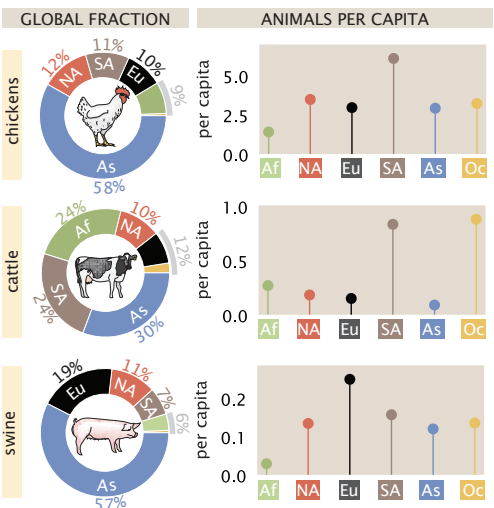 GLOBAL FRACTION
ANIMALS PER CAPITA
chickens
12%
11%
10%
9%
NA
SA
Eu
As
58%
per capita
5.0
2.5
0.0
Af NA Eu SA As Oc
cattle
24%
10%
12%
Af
NA
SA
24%
As
30%
per capita
1.0
0.5
0.0
Af NA Eu SA As Oc
swine
19%
11%
7%
6%
Eu
NA
SA
As
57%
per capita
0.2
0.1
0.0
Af NA Eu SA As Oc